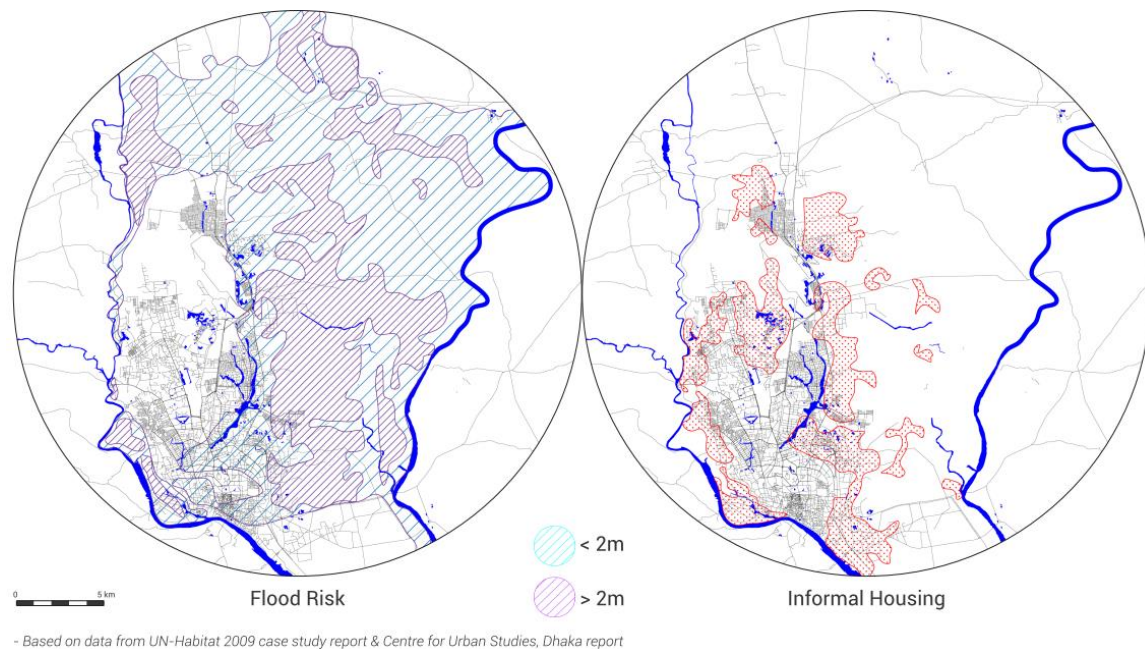 < 2m
0 5 km
Flood Risk
> 2m
Informal Housing
- Based on data from UN-Habitat 2009 case study report & Centre for Urban Studies, Dhaka report